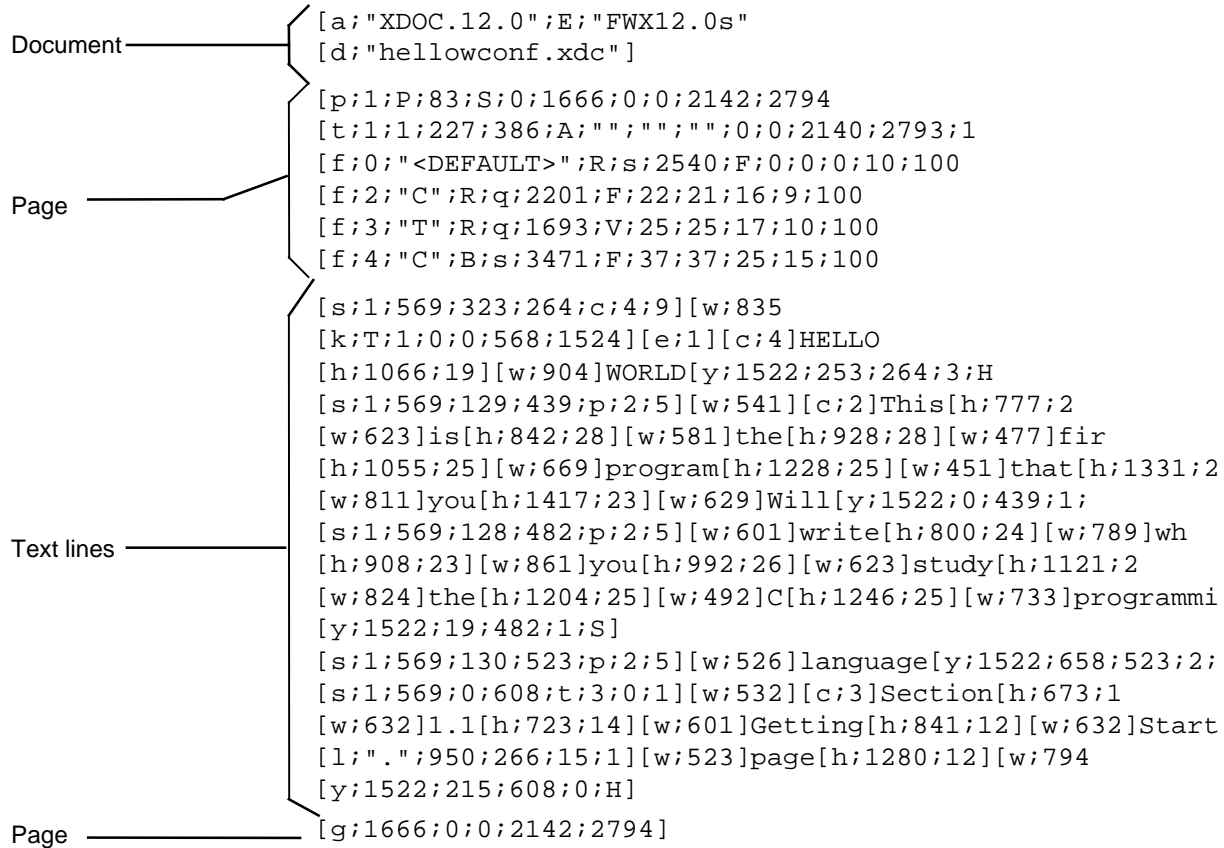 Document
[a;"XDOC.12.0";E;"FWX12.0s"
[d;"hellowconf.xdc"]
Page
[p;1;P;83;S;0;1666;0;0;2142;2794
[t;1;1;227;386;A;"";"";"";0;0;2140;2793;1
[f;0;"<DEFAULT>";R;s;2540;F;0;0;0;10;100
[f;2;"C";R;q;2201;F;22;21;16;9;100
[f;3;"T";R;q;1693;V;25;25;17;10;100
[f;4;"C";B;s;3471;F;37;37;25;15;100
Text lines
[s;1;569;323;264;c;4;9][w;835
[k;T;1;0;0;568;1524][e;1][c;4]HELLO
[h;1066;19][w;904]WORLD[y;1522;253;264;3;H
[s;1;569;129;439;p;2;5][w;541][c;2]This[h;777;2
[w;623]is[h;842;28][w;581]the[h;928;28][w;477]fir
[h;1055;25][w;669]program[h;1228;25][w;451]that[h;1331;2
[w;811]you[h;1417;23][w;629]Will[y;1522;0;439;1;
[s;1;569;128;482;p;2;5][w;601]write[h;800;24][w;789]wh
[h;908;23][w;861]you[h;992;26][w;623]study[h;1121;2
[w;824]the[h;1204;25][w;492]C[h;1246;25][w;733]programmi
[y;1522;19;482;1;S]
[s;1;569;130;523;p;2;5][w;526]language[y;1522;658;523;2;
[s;1;569;0;608;t;3;0;1][w;532][c;3]Section[h;673;1
[w;632]1.1[h;723;14][w;601]Getting[h;841;12][w;632]Start
[l;".";950;266;15;1][w;523]page[h;1280;12][w;794
[y;1522;215;608;0;H]
Page
[g;1666;0;0;2142;2794]